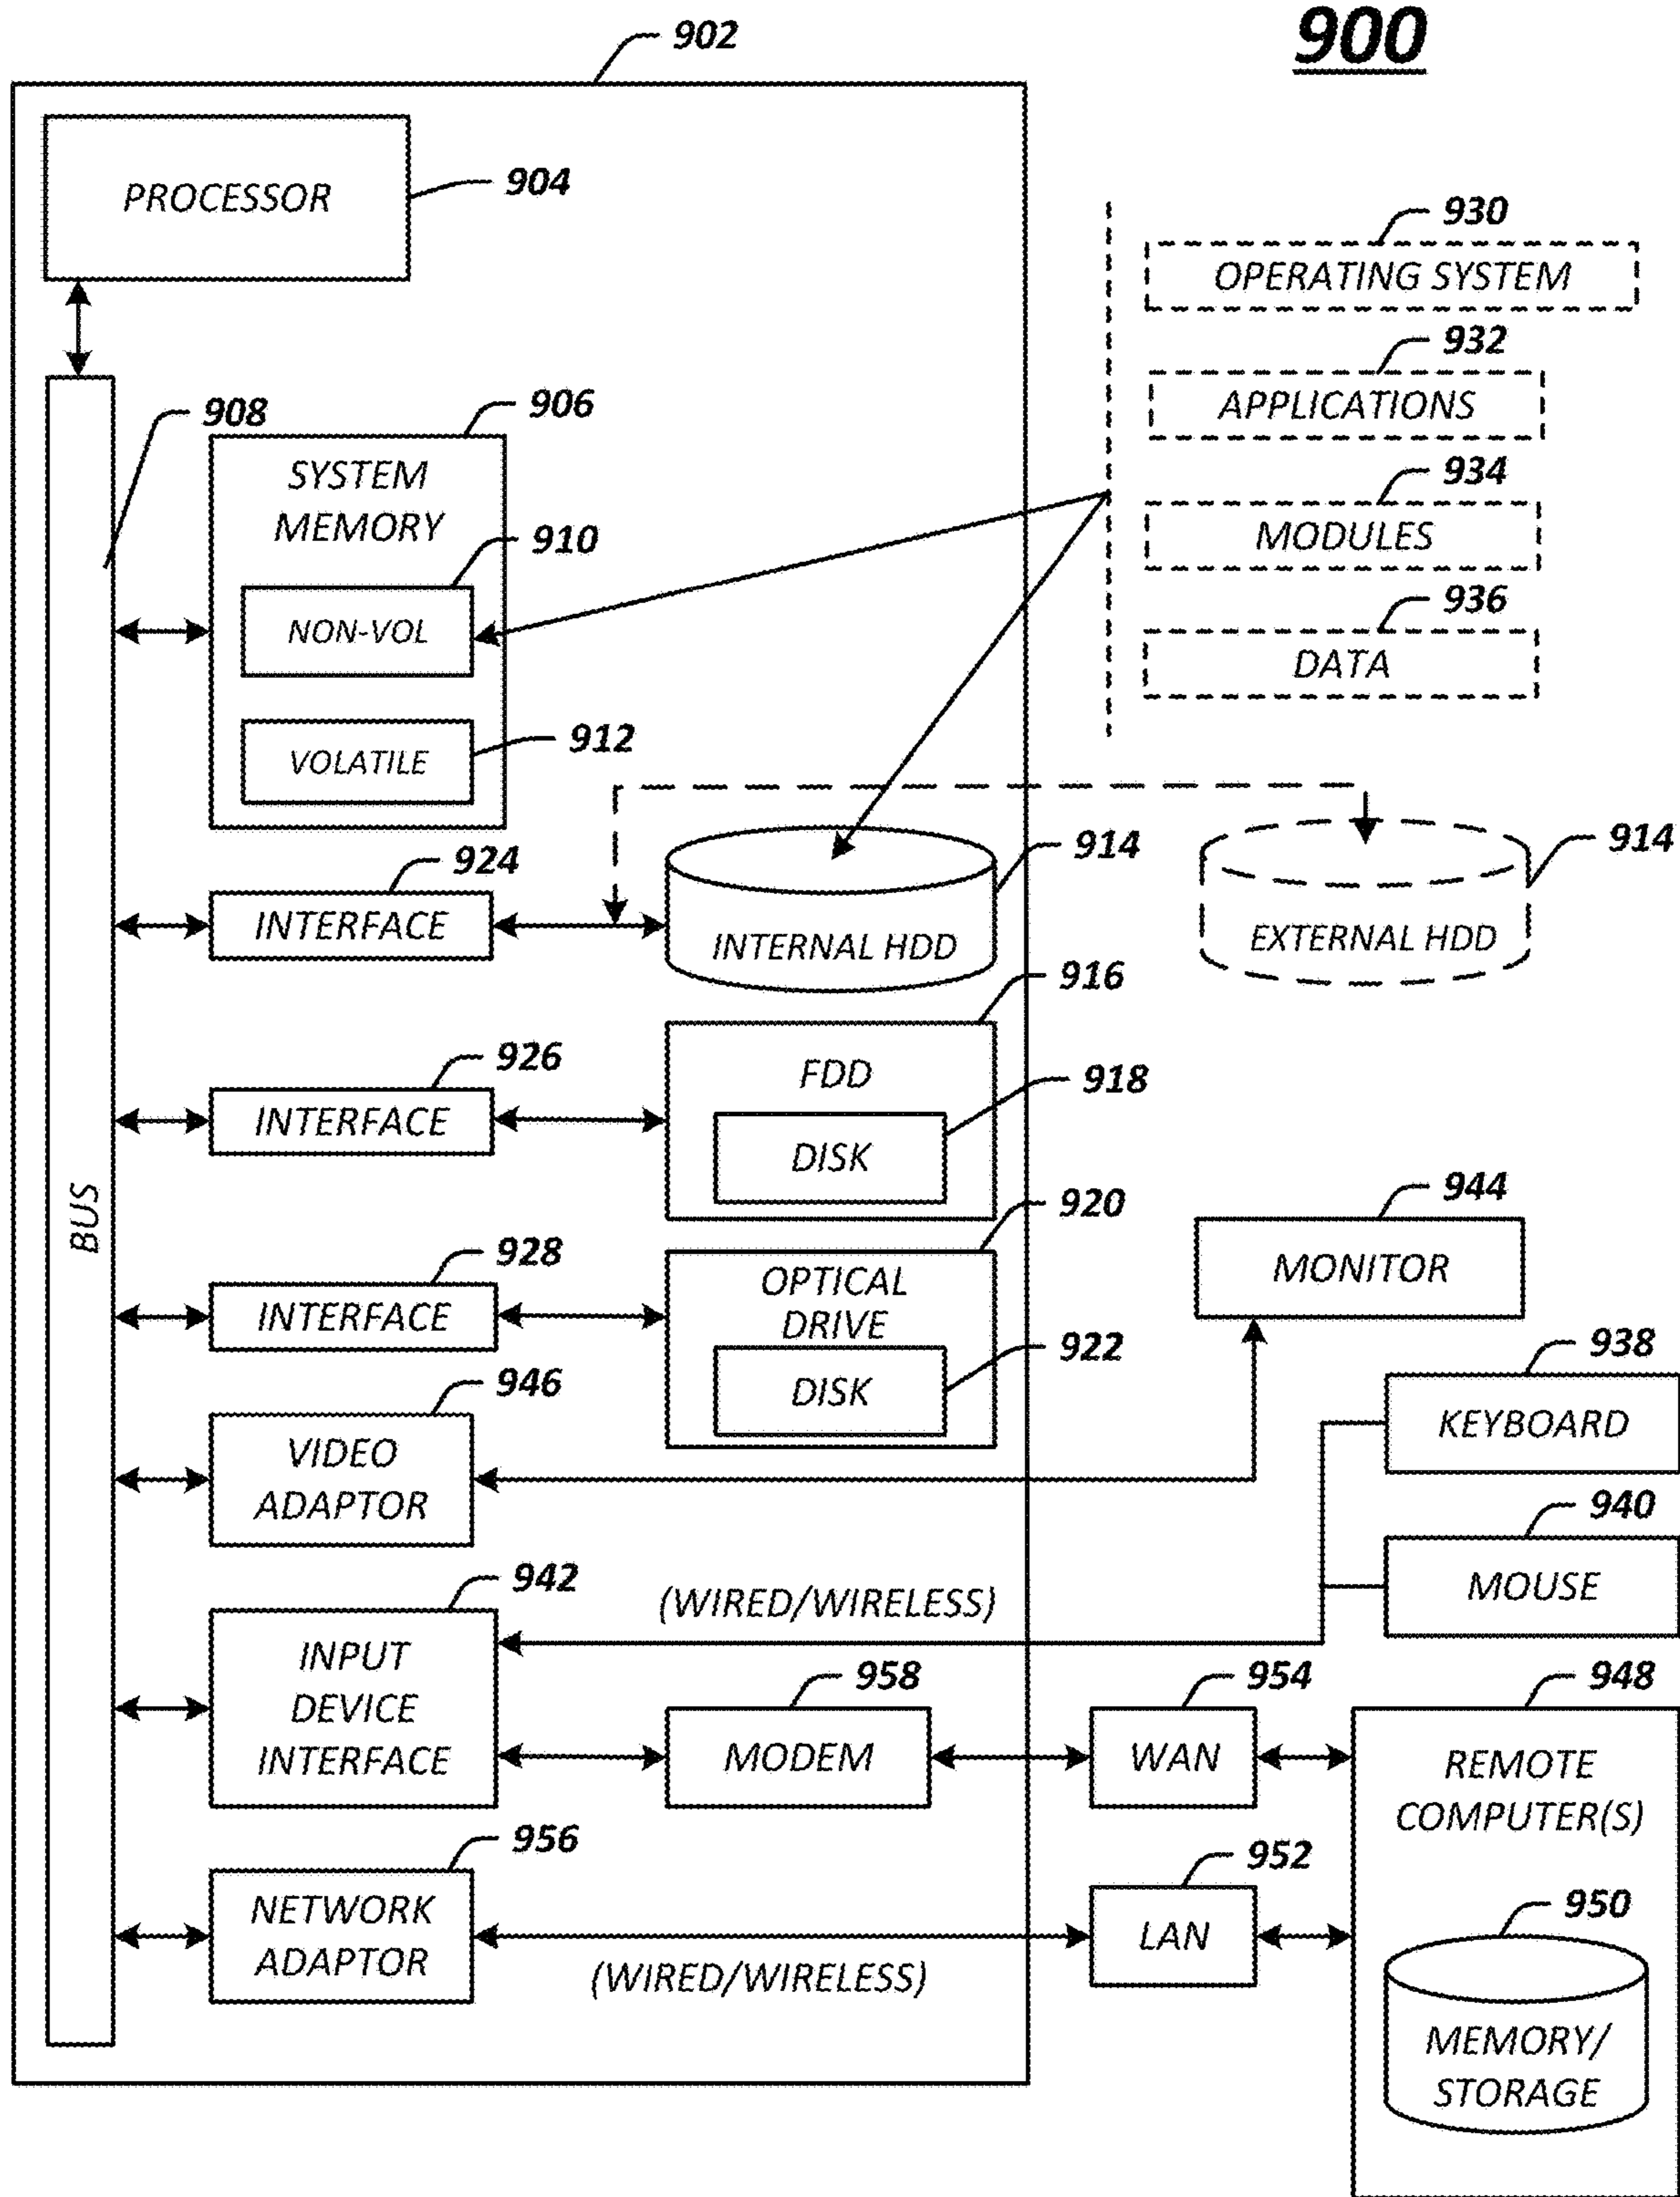 900
902
PROCESSOR
904
930
OPERATING SYSTEM
932
APPLICATIONS
934
MODULES
936
DATA
908
906
SYSTEM
MEMORY
910
NON-VOL
912
VOLATILE
924
INTERFACE
914
INTERNAL HDD
914
EXTERNAL HDD
926
INTERFACE
916
FDD
918
DISK
BUS
928
INTERFACE
920
OPTICAL
DRIVE
922
DISK
944
MONITOR
946
VIDEO
ADAPTOR
938
KEYBOARD
940
MOUSE
942
INPUT
DEVICE
INTERFACE
(WIRED/WIRELESS)
958
MODEM
954
WAN
948
REMOTE
COMPUTER(S)
956
NETWORK
ADAPTOR
(WIRED/WIRELESS)
952
LAN
950
MEMORY/
STORAGE